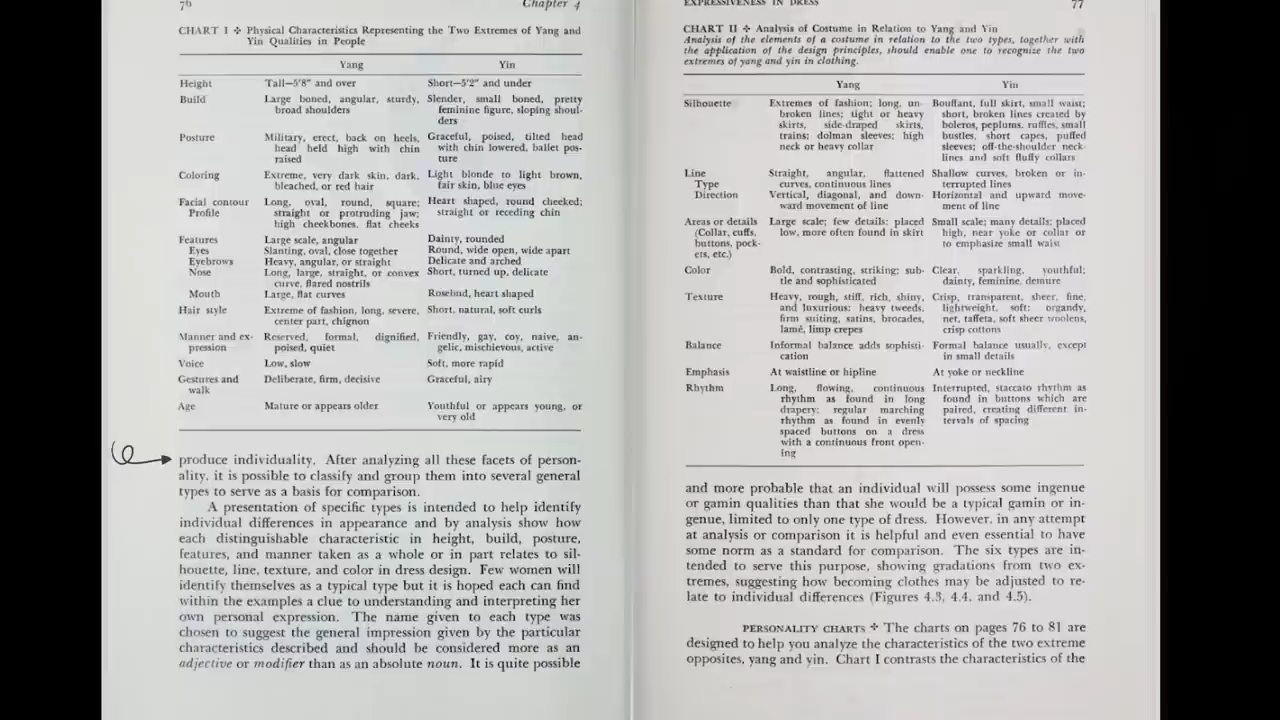 76 Chapter 4
CHART I ✣ Physical Characteristics Representing the Two Extremes of Yang and
Yin Qualities in People
Yang Yin
Height Tall—5'8" and over Short—5'2" and under
Build Large boned, angular, sturdy, Slender, small boned, pretty
broad shoulders feminine figure, sloping shoul-
ders
Posture Military, erect, back on heels, Graceful, poised, tilted head
head held high with chin with chin lowered, ballet pos-
raised ture
Coloring Extreme, very dark skin, dark, Light blonde to light brown,
bleached, or red hair fair skin, blue eyes
Facial contour Long, oval, round, square; Heart shaped, round cheeked;
Profile straight or protruding jaw; straight or receding chin
high cheekbones, flat cheeks
Features Large scale, angular Dainty, rounded
Eyes Slanting, oval, close together Round, wide open, wide apart
Eyebrows Heavy, angular, or straight Delicate and arched
Nose Long, large, straight, or convex Short, turned up, delicate
curve, flared nostrils
Mouth Large, flat curves Rosebud, heart shaped
Hair style Extreme of fashion, long, severe, Short, natural, soft curls
center part, chignon
Manner and ex- Reserved, formal, dignified, Friendly, gay, coy, naive, an-
pression poised, quiet gelic, mischievous, active
Voice Low, slow Soft, more rapid
Gestures and Deliberate, firm, decisive Graceful, airy
walk
Age Mature or appears older Youthful or appears young, or
very old
produce individuality. After analyzing all these facets of person-
ality, it is possible to classify and group them into several general
types to serve as a basis for comparison.
A presentation of specific types is intended to help identify
individual differences in appearance and by analysis show how
each distinguishable characteristic in height, build, posture,
features, and manner taken as a whole or in part relates to sil-
houette, line, texture, and color in dress design. Few women will
identify themselves as a typical type but it is hoped each can find
within the examples a clue to understanding and interpreting her
own personal expression. The name given to each type was
chosen to suggest the general impression given by the particular
characteristics described and should be considered more as an
adjective or modifier than as an absolute noun. It is quite possible
EXPRESSIVENESS IN DRESS 77
CHART II ✣ Analysis of Costume in Relation to Yang and Yin
Analysis of the elements of a costume in relation to the two types, together with
the application of the design principles, should enable one to recognize the two
extremes of yang and yin in clothing.
Yang Yin
Silhouette Extremes of fashion; long, un- Bouffant, full skirt, small waist;
broken lines; tight or heavy short, broken lines created by
skirts, side-draped skirts, boleros, peplums, ruffles, small
trains; dolman sleeves; high bustles, short capes, puffed
neck or heavy collar sleeves; off-the-shoulder neck-
lines and soft fluffy collars
Line Straight, angular, flattened Shallow curves, broken or in-
Type curves, continuous lines terrupted lines
Direction Vertical, diagonal, and down- Horizontal and upward move-
ward movement of line ment of line
Areas or details Large scale; few details; placed Small scale; many details; placed
(Collar, cuffs, low, more often found in skirt high, near yoke or collar or
buttons, pock- to emphasize small waist
ets, etc.)
Color Bold, contrasting, striking; sub- Clear, sparkling, youthful;
tle and sophisticated dainty, feminine, demure
Texture Heavy, rough, stiff, rich, shiny, Crisp, transparent, sheer, fine,
and luxurious: heavy tweeds, lightweight, soft: organdy,
firm suiting, satins, brocades, net, taffeta, soft sheer woolens,
lamé, limp crepes crisp cottons
Balance Informal balance adds sophisti- Formal balance usually, except
cation in small details
Emphasis At waistline or hipline At yoke or neckline
Rhythm Long, flowing, continuous Interrupted, staccato rhythm as
rhythm as found in long found in buttons which are
drapery; regular marching paired, creating different in-
rhythm as found in evenly tervals of spacing
spaced buttons on a dress
with a continuous front open-
ing
and more probable that an individual will possess some ingenue
or gamin qualities than that she would be a typical gamin or in-
genue, limited to only one type of dress. However, in any attempt
at analysis or comparison it is helpful and even essential to have
some norm as a standard for comparison. The six types are in-
tended to serve this purpose, showing gradations from two ex-
tremes, suggesting how becoming clothes may be adjusted to re-
late to individual differences (Figures 4.3, 4.4, and 4.5).
PERSONALITY CHARTS ✣ The charts on pages 76 to 81 are
designed to help you analyze the characteristics of the two extreme
opposites, yang and yin. Chart I contrasts the characteristics of the